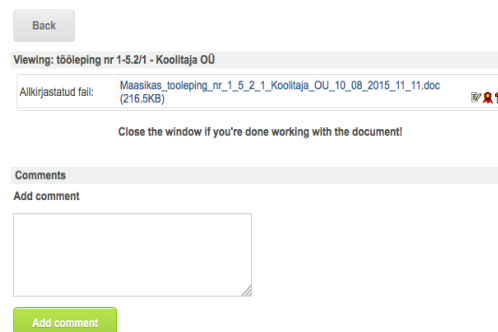 Back
Viewing: tööleping nr 1-5.2/1 - Koolitaja OÜ
Allkirjastatud fail:
Maasikas_tooleping_nr_1_5_2_1_Koolitaja_OU_10_08_2015_11_11.doc
(216.5KB)
Close the window if you're done working with the document!
Comments
Add comment
Add comment